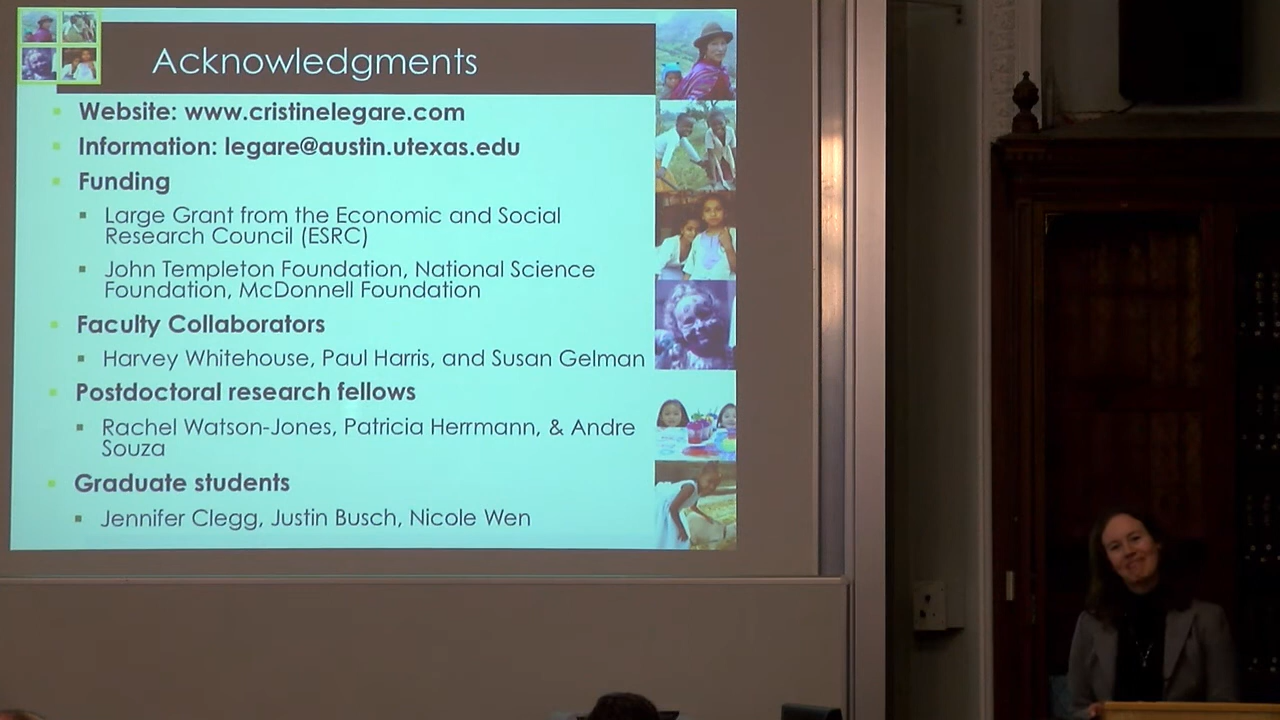 Acknowledgments
Website: www.cristinelegare.com
Information: legare@austin.utexas.edu
Funding
Large Grant from the Economic and Social
Research Council (ESRC)
John Templeton Foundation, National Science
Foundation, McDonnell Foundation
Faculty Collaborators
Harvey Whitehouse, Paul Harris, and Susan Gelman
Postdoctoral research fellows
Rachel Watson-Jones, Patricia Herrmann, & Andre
Souza
Graduate students
Jennifer Clegg, Justin Busch, Nicole Wen